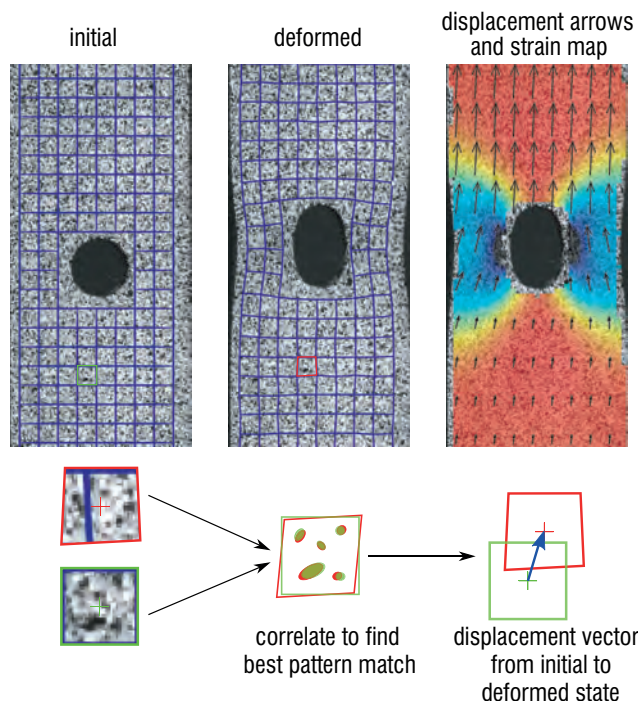 initial
deformed
displacement arrows
and strain map
correlate to find
best pattern match
displacement vector
from initial to
deformed state